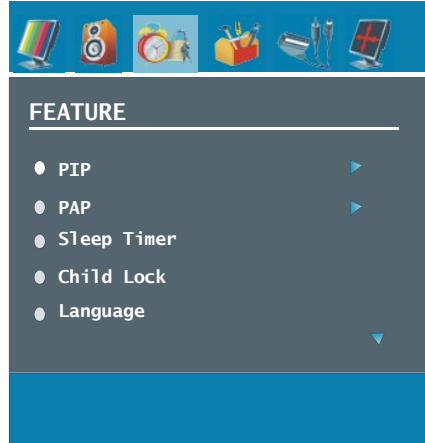 FEATURE
PIP
PAP
Sleep Timer
Child Lock
Language